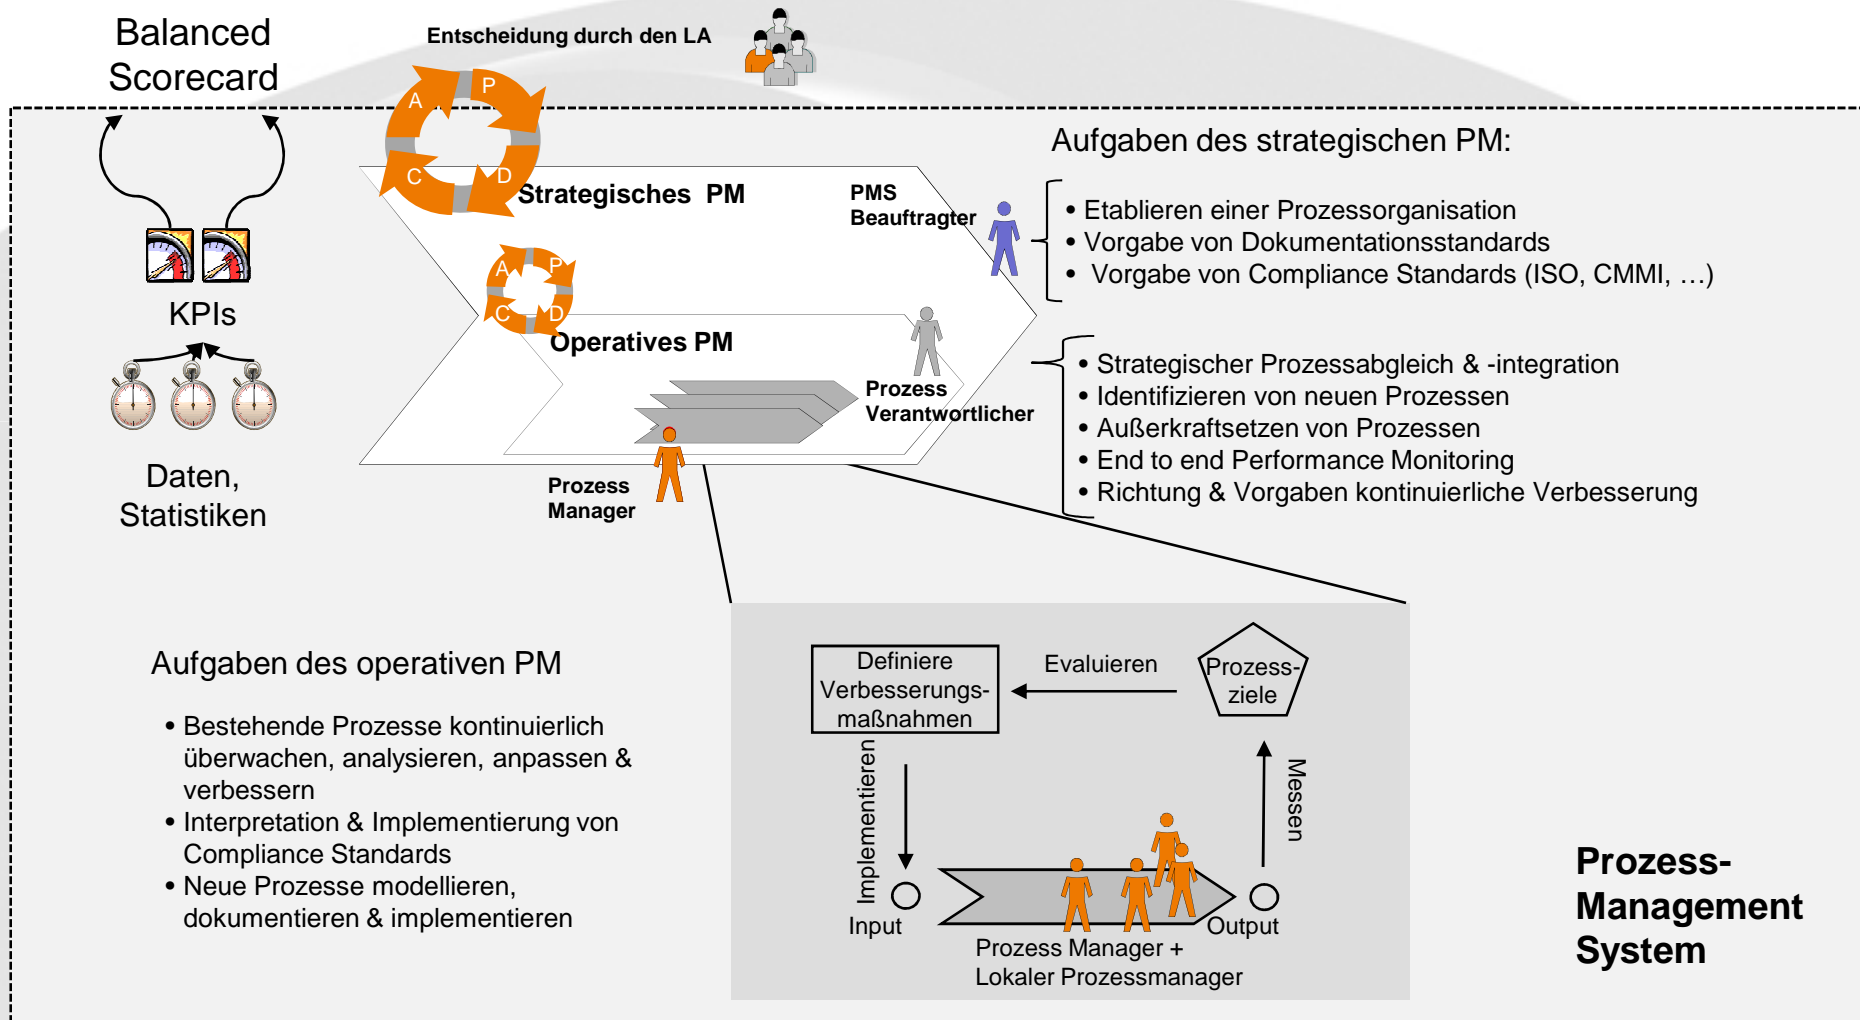 Balanced
Scorecard
Entscheidung durch den LA
A
P
C
D
Strategisches PM
PMS
Beauftragter
A
P
C
D
Operatives PM
Prozess
Verantwortlicher
Prozess
Manager
KPIs
Daten,
Statistiken
Aufgaben des strategischen PM:
• Etablieren einer Prozessorganisation
• Vorgabe von Dokumentationsstandards
• Vorgabe von Compliance Standards (ISO, CMMI, …)
• Strategischer Prozessabgleich & -integration
• Identifizieren von neuen Prozessen
• Außerkraftsetzen von Prozessen
• End to end Performance Monitoring
• Richtung & Vorgaben kontinuierliche Verbesserung
Aufgaben des operativen PM
• Bestehende Prozesse kontinuierlich
überwachen, analysieren, anpassen &
verbessern
• Interpretation & Implementierung von
Compliance Standards
• Neue Prozesse modellieren,
dokumentieren & implementieren
Definiere
Verbesserungs-
maßnahmen
Evaluieren
Prozess-
ziele
Implementieren
Messen
Input
Output
Prozess Manager +
Lokaler Prozessmanager
Prozess-
Management
System